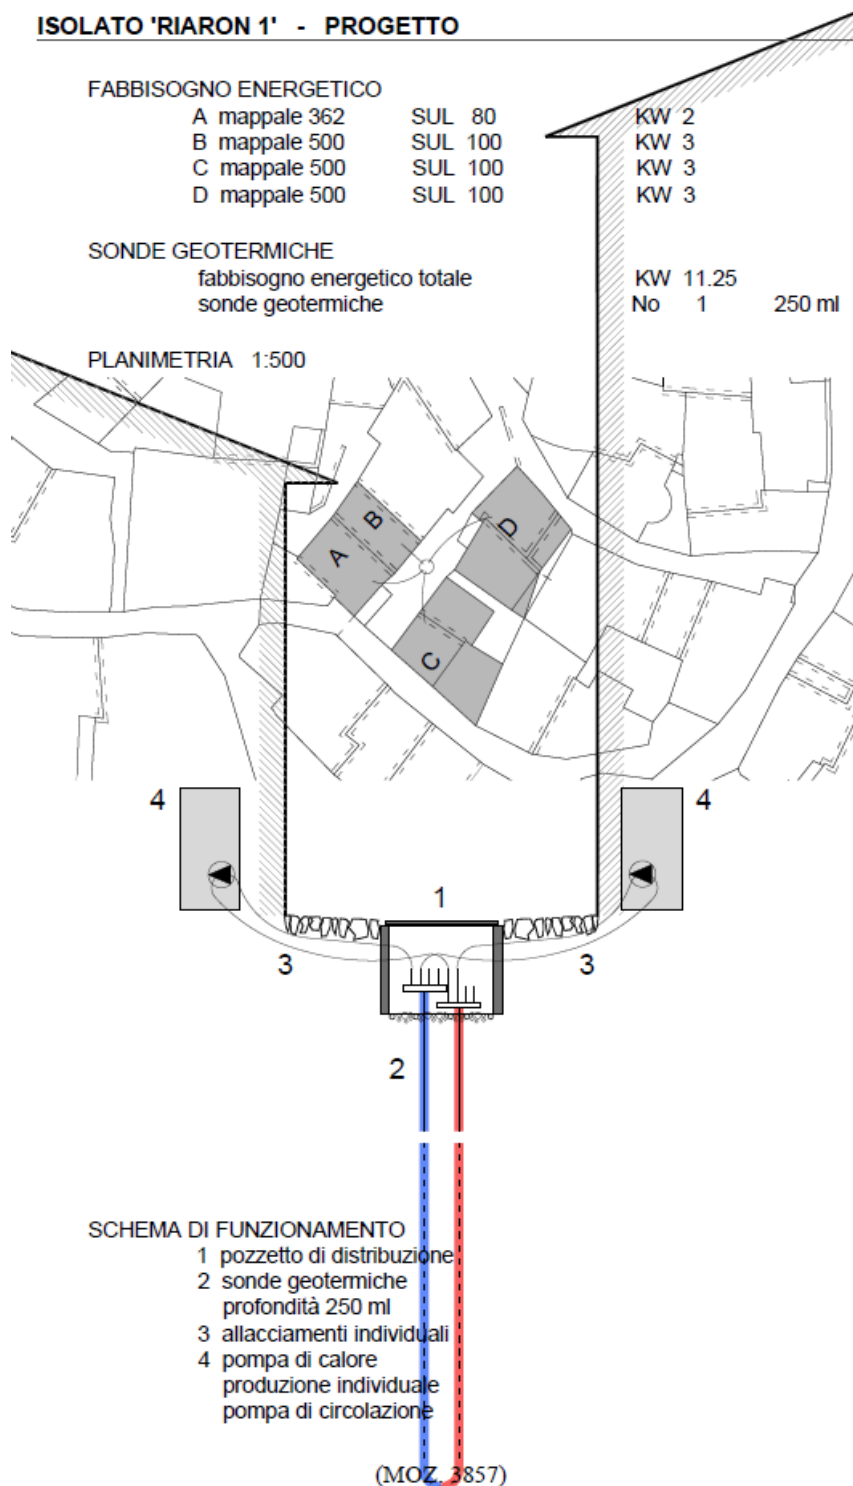 ISOLATO 'RIARON 1' - PROGETTO
FABBISOGNO ENERGETICO
A mappale 362 SUL 80 KW 2
B mappale 500 SUL 100 KW 3
C mappale 500 SUL 100 KW 3
D mappale 500 SUL 100 KW 3
SONDE GEOTERMICHE
fabbisogno energetico totale KW 11.25
sonde geotermiche No 1 250 ml
PLANIMETRIA 1:500
B
D
A
C
4
4
1
3
3
2
SCHEMA DI FUNZIONAMENTO
1 pozzetto di distribuzione
2 sonde geotermiche
profondità 250 ml
3 allacciamenti individuali
4 pompa di calore
produzione individuale
pompa di circolazione
(MOZ. 3857)